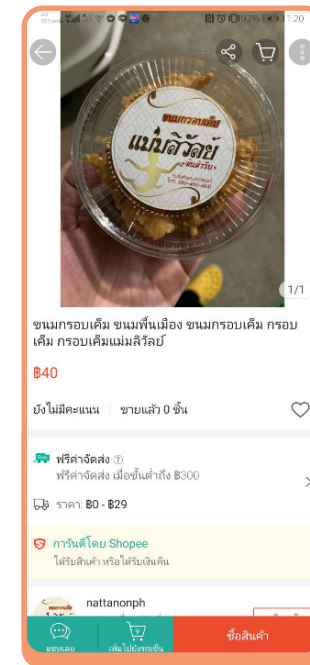 92%
11:20
ขนมกรอบเค็ม
แม่มลิวัลย์
1/1
ขนมกรอบเค็ม ขนมพื้นเมือง ขนมกรอบเค็ม กรอบ
เค็ม กรอบเค็มแม่มลิวัลย์
฿40
ยังไม่มีคะแนน
ขายแล้ว 0 ชิ้น
ฟรีค่าจัดส่ง
ฟรีค่าจัดส่ง เมื่อขั้นต่ำถึง ฿300
ราคา: ฿0 - ฿29
การันตีโดย Shopee
ได้รับสินค้า หรือได้รับเงินคืน
nattanonph
แชทเลย
เพิ่มไปยังรถเข็น
ซื้อสินค้า